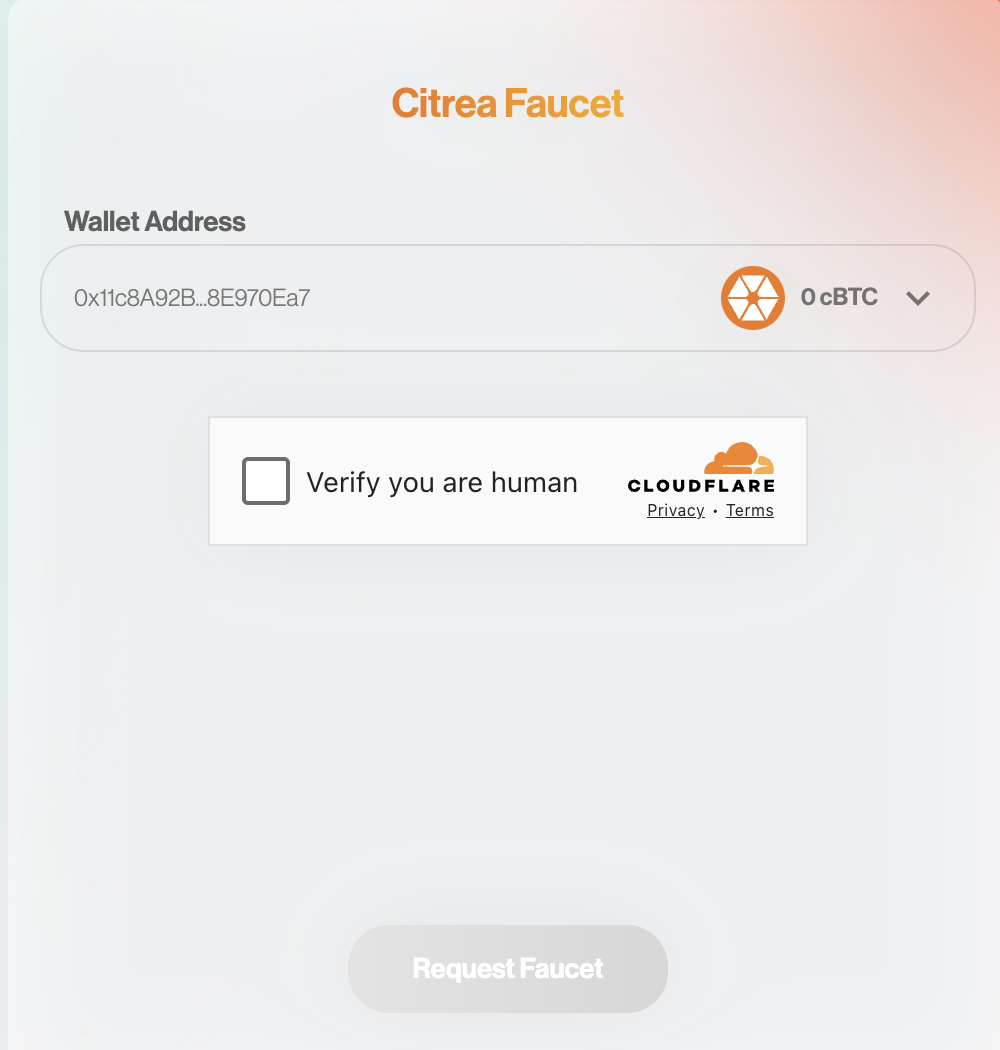 Citrea Faucet
Wallet Address
0x11c8A92B...8E970Ea7 0 cBTC
Verify you are human
CLOUDFLARE
Privacy • Terms
Request Faucet